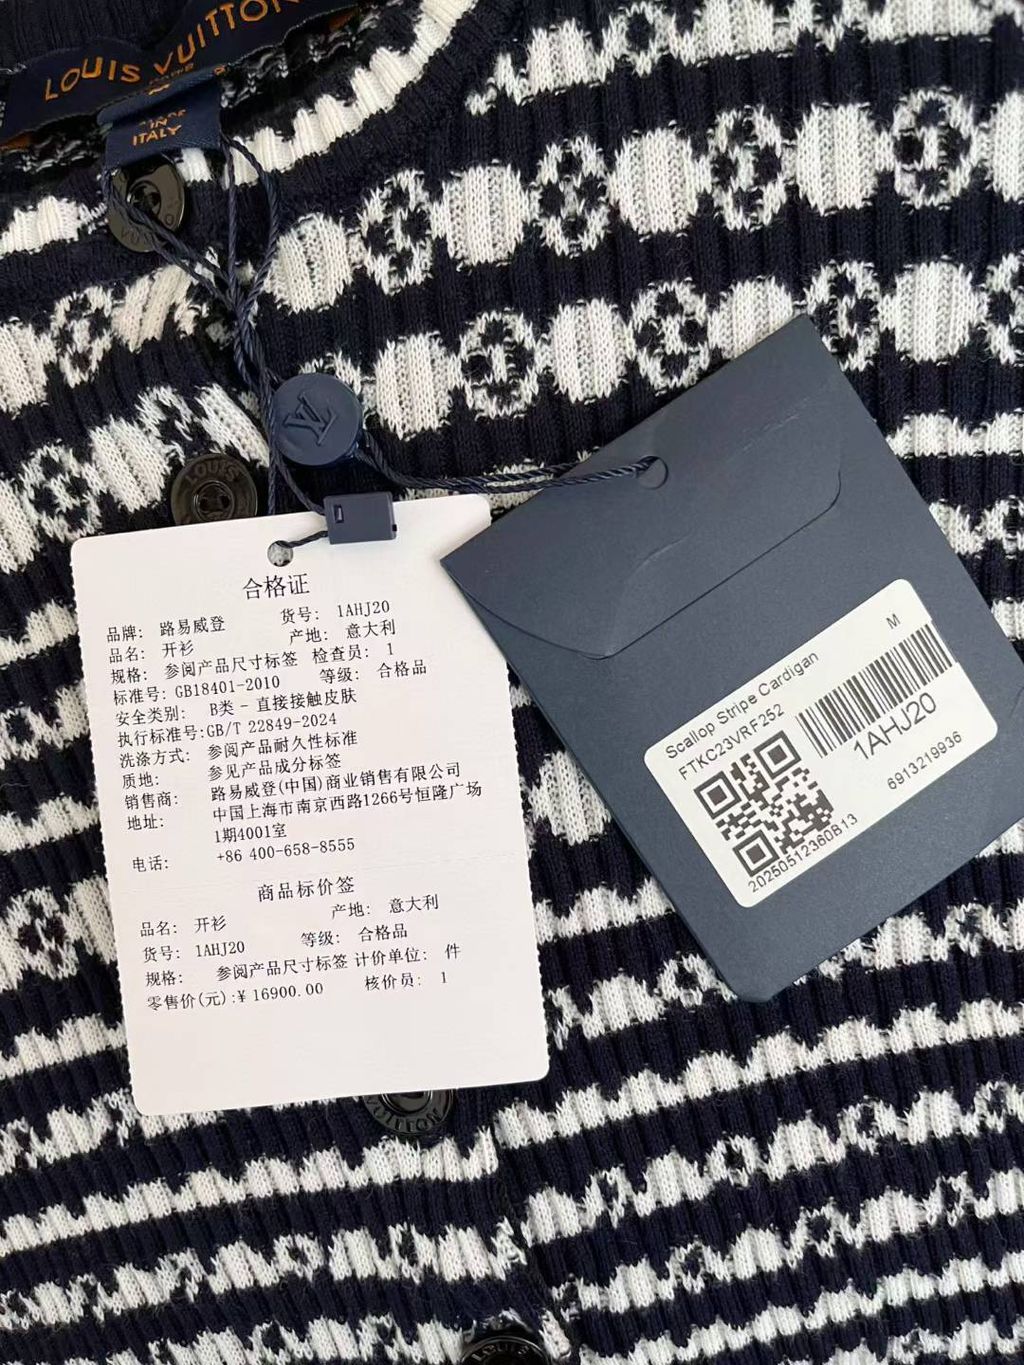 LOUIS VUITTON
M
MADE
IN
ITALY
LOUIS
LV
合格证
品牌: 路易威登 货号: 1AHJ20
品名: 开衫 产地: 意大利
规格: 参阅产品尺寸标签 检查员: 1
标准号: GB18401-2010 等级: 合格品
安全类别: B类 - 直接接触皮肤
执行标准号:GB/T 22849-2024
洗涤方式: 参阅产品耐久性标准
质地: 参见产品成分标签
销售商: 路易威登(中国)商业销售有限公司
地址: 中国上海市南京西路1266号恒隆广场
1期4001室
电话: +86 400-658-8555
商品标价签
品名: 开衫 产地: 意大利
货号: 1AHJ20 等级: 合格品
规格: 参阅产品尺寸标签 计价单位: 件
零售价(元):¥ 16900.00 核价员: 1
M
Scallop Stripe Cardigan
FTKC23VRF252
1AHJ20
6913219936
20250512360B13
VUITTON
LOUIS